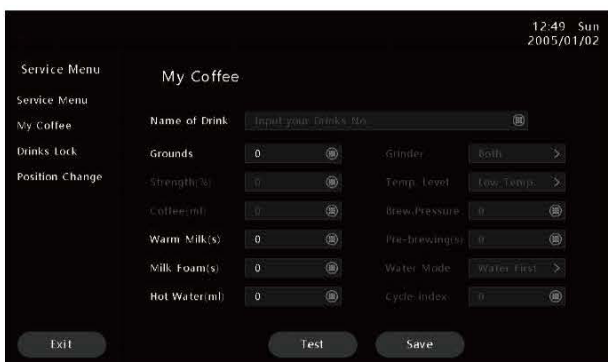 12:49 Sun
2005/01/02
Service Menu
My Coffee
Service Menu
My Coffee
Drinks Lock
Position Change
Name of Drink Input your Drinks No
Grounds 0 Grinder Both >
Strength(%) 0 Temp. Level Low Temp. >
Coffee(ml) 0 Brew.Pressure 0
Warm Milk(s) 0 Pre-brewing(s) 0
Milk Foam(s) 0 Water Mode Water First >
Hot Water(ml) 0 Cycle index 0
Exit Test Save